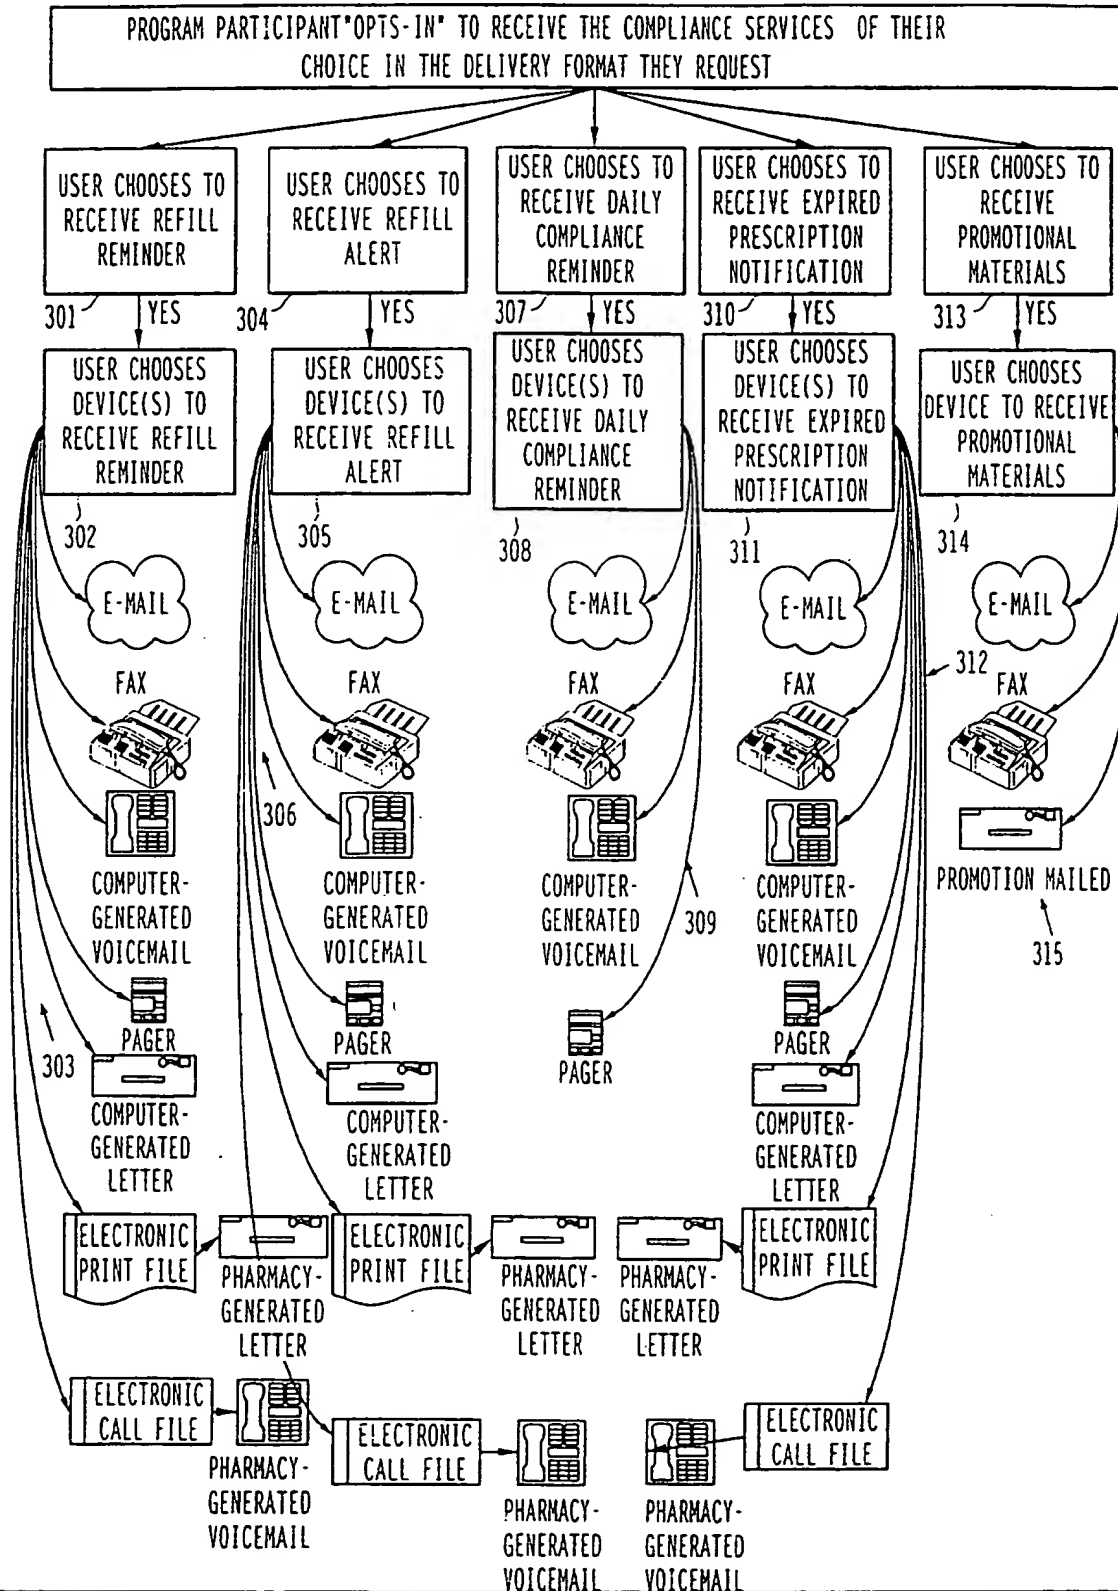 PROGRAM PARTICIPANT"OPTS-IN" TO RECEIVE THE COMPLIANCE SERVICES OF THEIR
CHOICE IN THE DELIVERY FORMAT THEY REQUEST
USER CHOOSES TO
RECEIVE REFILL
REMINDER
301
YES
USER CHOOSES TO
RECEIVE REFILL
ALERT
304
YES
USER CHOOSES TO
RECEIVE DAILY
COMPLIANCE
REMINDER
307
YES
USER CHOOSES TO
RECEIVE EXPIRED
PRESCRIPTION
NOTIFICATION
310
YES
USER CHOOSES TO
RECEIVE
PROMOTIONAL
MATERIALS
313
YES
USER CHOOSES
DEVICE(S) TO
RECEIVE REFILL
REMINDER
302
USER CHOOSES
DEVICE(S) TO
RECEIVE REFILL
ALERT
305
USER CHOOSES
DEVICE(S) TO
RECEIVE DAILY
COMPLIANCE
REMINDER
308
USER CHOOSES
DEVICE(S) TO
RECEIVE EXPIRED
PRESCRIPTION
NOTIFICATION
311
USER CHOOSES
DEVICE TO RECEIVE
PROMOTIONAL
MATERIALS
314
E-MAIL
E-MAIL
E-MAIL
E-MAIL
E-MAIL
312
FAX
FAX
FAX
FAX
FAX
306
COMPUTER-
GENERATED
VOICEMAIL
COMPUTER-
GENERATED
VOICEMAIL
COMPUTER-
GENERATED
VOICEMAIL
309
COMPUTER-
GENERATED
VOICEMAIL
PROMOTION MAILED
315
303
PAGER
PAGER
PAGER
PAGER
COMPUTER-
GENERATED
LETTER
COMPUTER-
GENERATED
LETTER
COMPUTER-
GENERATED
LETTER
ELECTRONIC
PRINT FILE
PHARMACY-
GENERATED
LETTER
ELECTRONIC
PRINT FILE
PHARMACY-
GENERATED
LETTER
PHARMACY-
GENERATED
LETTER
ELECTRONIC
PRINT FILE
ELECTRONIC
CALL FILE
PHARMACY-
GENERATED
VOICEMAIL
ELECTRONIC
CALL FILE
PHARMACY-
GENERATED
VOICEMAIL
PHARMACY-
GENERATED
VOICEMAIL
ELECTRONIC
CALL FILE